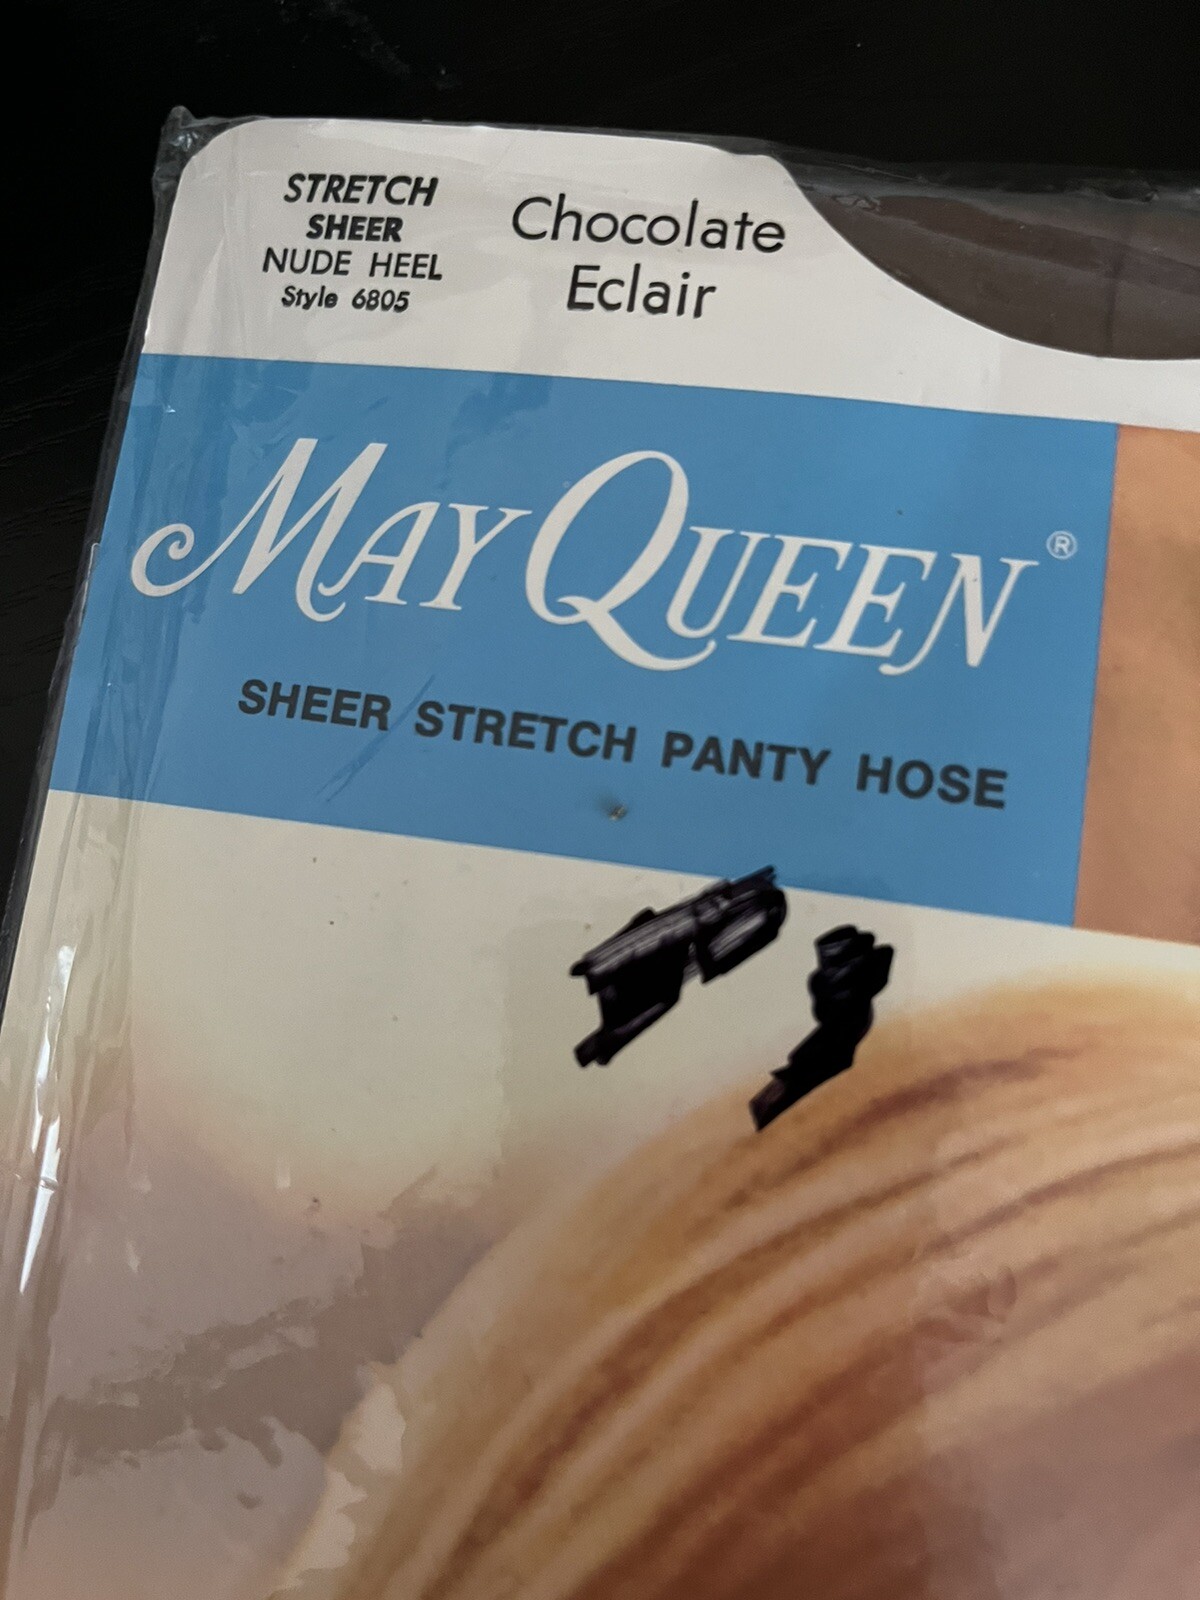 STRETCH
SHEER
NUDE HEEL
Style 6805
Chocolate
Eclair
MAY QUEEN®
SHEER STRETCH PANTY HOSE